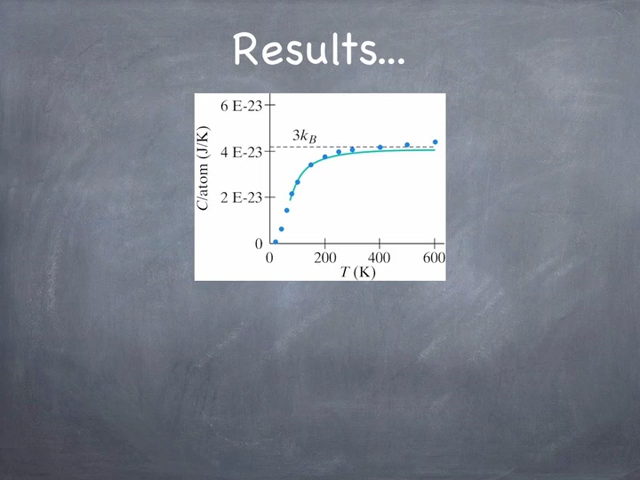 Results...
6 E-23
3k_B
4 E-23
2 E-23
0
C/atom (J/K)
0 200 400 600
T (K)